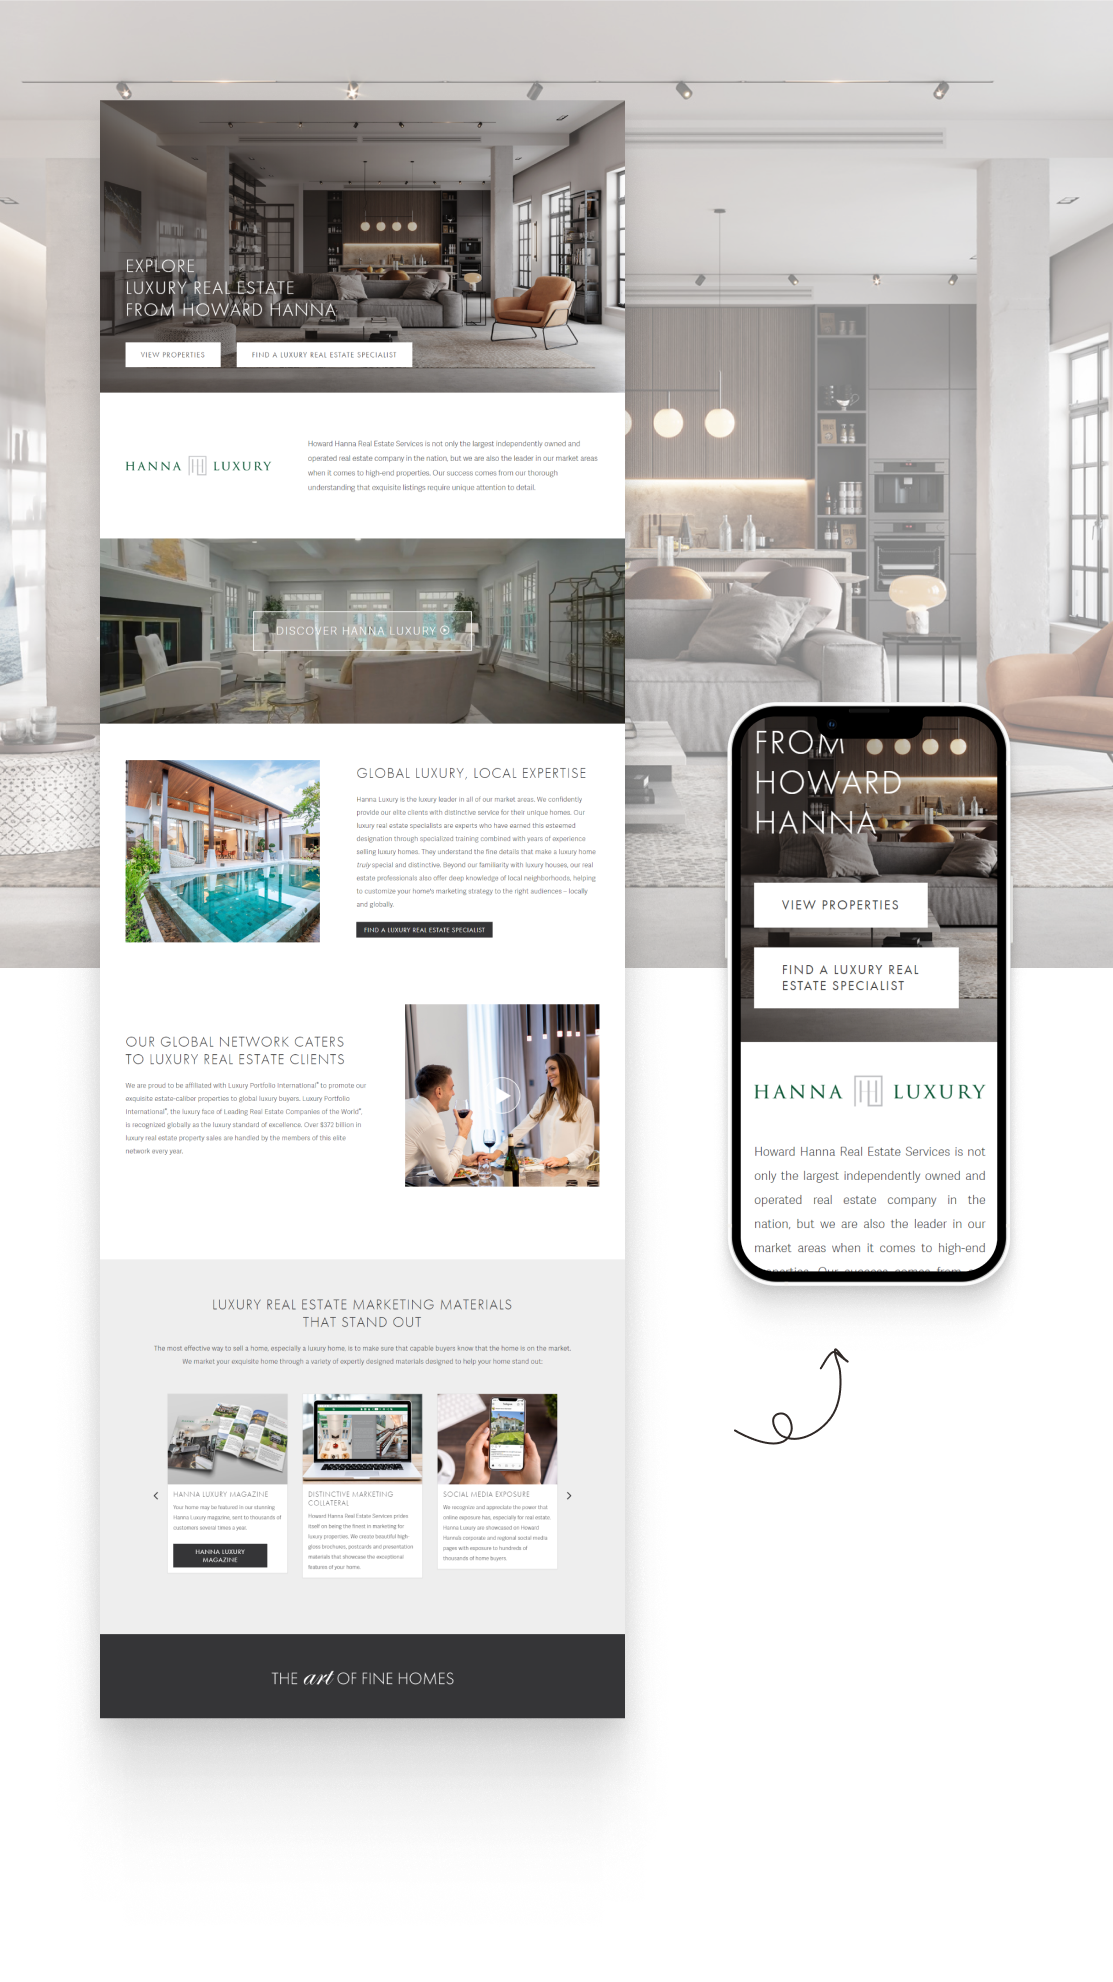 EXPLORE
LUXURY REAL ESTATE
FROM HOWARD HANNA
VIEW PROPERTIES
FIND A LUXURY REAL ESTATE SPECIALIST
HANNA LUXURY
Howard Hanna Real Estate Services is not only the largest independently owned and
operated real estate company in the nation, but we are also the leader in our market areas
when it comes to high-end properties. Our success comes from our thorough
understanding that exquisite listings require unique attention to detail.
DISCOVER HANNA LUXURY
GLOBAL LUXURY, LOCAL EXPERTISE
Hanna Luxury is the luxury leader in all of our market areas. We confidently
provide our elite clients with distinctive service for their unique homes. Our
luxury real estate specialists are experts who have earned this esteemed
designation through specialized training combined with years of experience
selling luxury homes. They understand the fine details that make a luxury home
truly special and distinctive. Beyond our familiarity with luxury houses, our real
estate professionals also offer deep knowledge of local neighborhoods, helping
to customize your home's marketing strategy to the right audiences – locally
and globally.
FIND A LUXURY REAL ESTATE SPECIALIST
OUR GLOBAL NETWORK CATERS
TO LUXURY REAL ESTATE CLIENTS
We are proud to be affiliated with Luxury Portfolio International® to promote our
exquisite estate-caliber properties to global luxury buyers. Luxury Portfolio
International®, the luxury face of Leading Real Estate Companies of the World®,
is recognized globally as the luxury standard of excellence. Over $372 billion in
luxury real estate property sales are handled by the members of this elite
network every year.
LUXURY REAL ESTATE MARKETING MATERIALS
THAT STAND OUT
The most effective way to sell a home, especially a luxury home, is to make sure that capable buyers know that the home is on the market.
We market your exquisite home through a variety of expertly designed materials designed to help your home stand out:
HANNA LUXURY MAGAZINE
Your home may be featured in our stunning
Hanna Luxury magazine, sent to thousands of
customers several times a year.
HANNA LUXURY
MAGAZINE
DISTINCTIVE MARKETING
COLLATERAL
Howard Hanna Real Estate Services prides
itself on being the finest in marketing for
luxury properties. We create beautiful high-
gloss brochures, postcards and presentation
materials that showcase the exceptional
features of your home.
SOCIAL MEDIA EXPOSURE
We recognize and appreciate the power that
online exposure has, especially for real estate.
Hanna Luxury are showcased on Howard
Hanna's corporate and regional social media
pages with exposure to hundreds of
thousands of home buyers.
THE art OF FINE HOMES
FROM
HOWARD
HANNA
VIEW PROPERTIES
FIND A LUXURY REAL
ESTATE SPECIALIST
HANNA LUXURY
Howard Hanna Real Estate Services is not
only the largest independently owned and
operated real estate company in the
nation, but we are also the leader in our
market areas when it comes to high-end
properties. Our success comes from